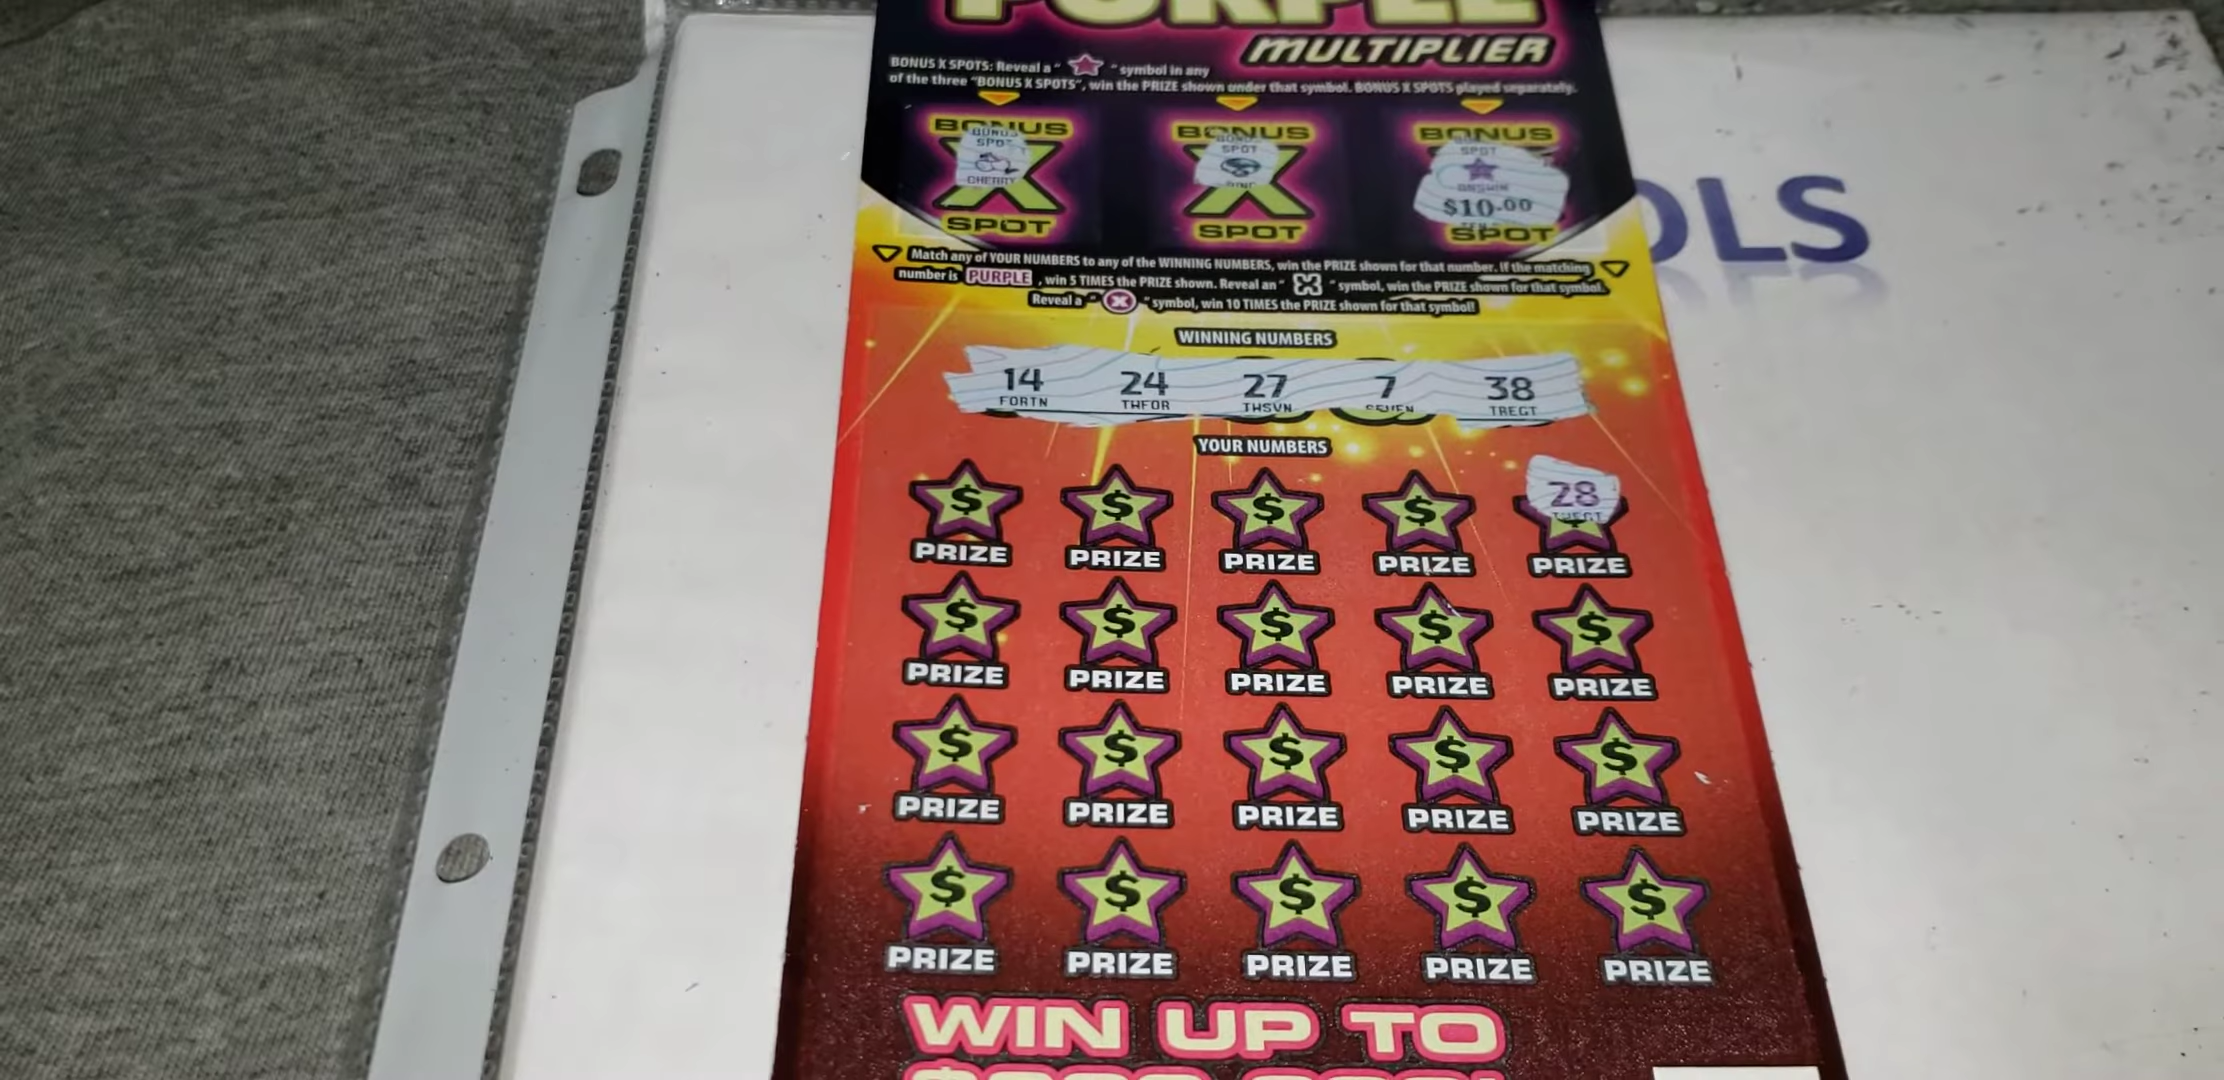 PURPLE
MULTIPLIER
BONUS X SPOTS: Reveal a " " symbol in any
of the three "BONUS X SPOTS", win the PRIZE shown under that symbol. BONUS X SPOTS played separately.
BONUS BONUS BONUS
SPOT SPOT SPOT
CHERRY
$10.00
SPOT SPOT SPOT
Match any of YOUR NUMBERS to any of the WINNING NUMBERS, win the PRIZE shown for that number. If the matching
number is PURPLE, win 5 TIMES the PRIZE shown. Reveal an " X " symbol, win the PRIZE shown for that symbol.
Reveal a " X " symbol, win 10 TIMES the PRIZE shown for that symbol!
WINNING NUMBERS
14 24 27 7 38
FORTN TWFOR TWSVN SEVEN TREGT
YOUR NUMBERS
$ $ $ $ 28
PRIZE PRIZE PRIZE PRIZE PRIZE
$ $ $ $ $
PRIZE PRIZE PRIZE PRIZE PRIZE
$ $ $ $ $
PRIZE PRIZE PRIZE PRIZE PRIZE
$ $ $ $ $
PRIZE PRIZE PRIZE PRIZE PRIZE
WIN UP TO
OLS